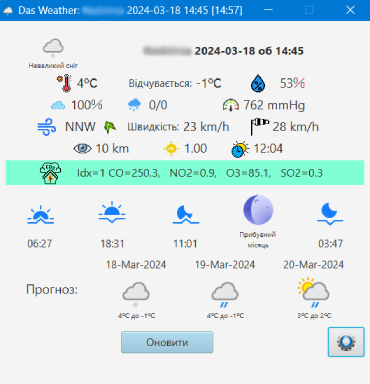 Das Weather: 2024-03-18 14:45 [14:57]
2024-03-18 об 14:45
Невеликий сніг
4°C Відчувається: -1°C 53%
100% 0/0 762 mmHg
NNW Швидкість: 23 km/h 28 km/h
10 km 1.00 12:04
CO₂
Idx=1 CO=250.3, NO2=0.9, O3=85.1, SO2=0.3
Прибувний
місяць
06:27 18:31 11:01 03:47
18-Mar-2024 19-Mar-2024 20-Mar-2024
Прогноз:
4°C до -1°C 4°C до -1°C 3°C до 2°C
Оновити